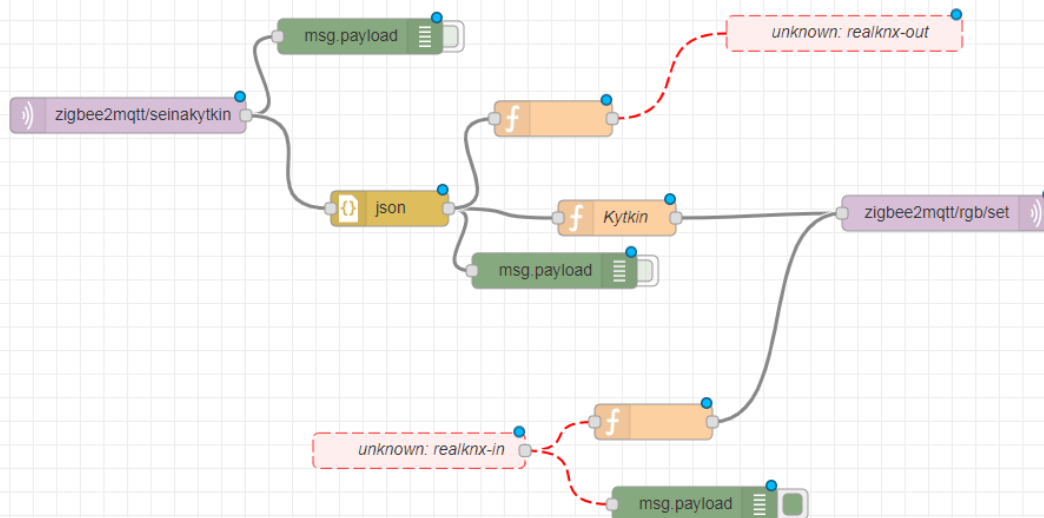 msg.payload
unknown: realknx-out
zigbee2mqtt/seinakytkin
json
Kytkin
zigbee2mqtt/rgb/set
msg.payload
unknown: realknx-in
msg.payload